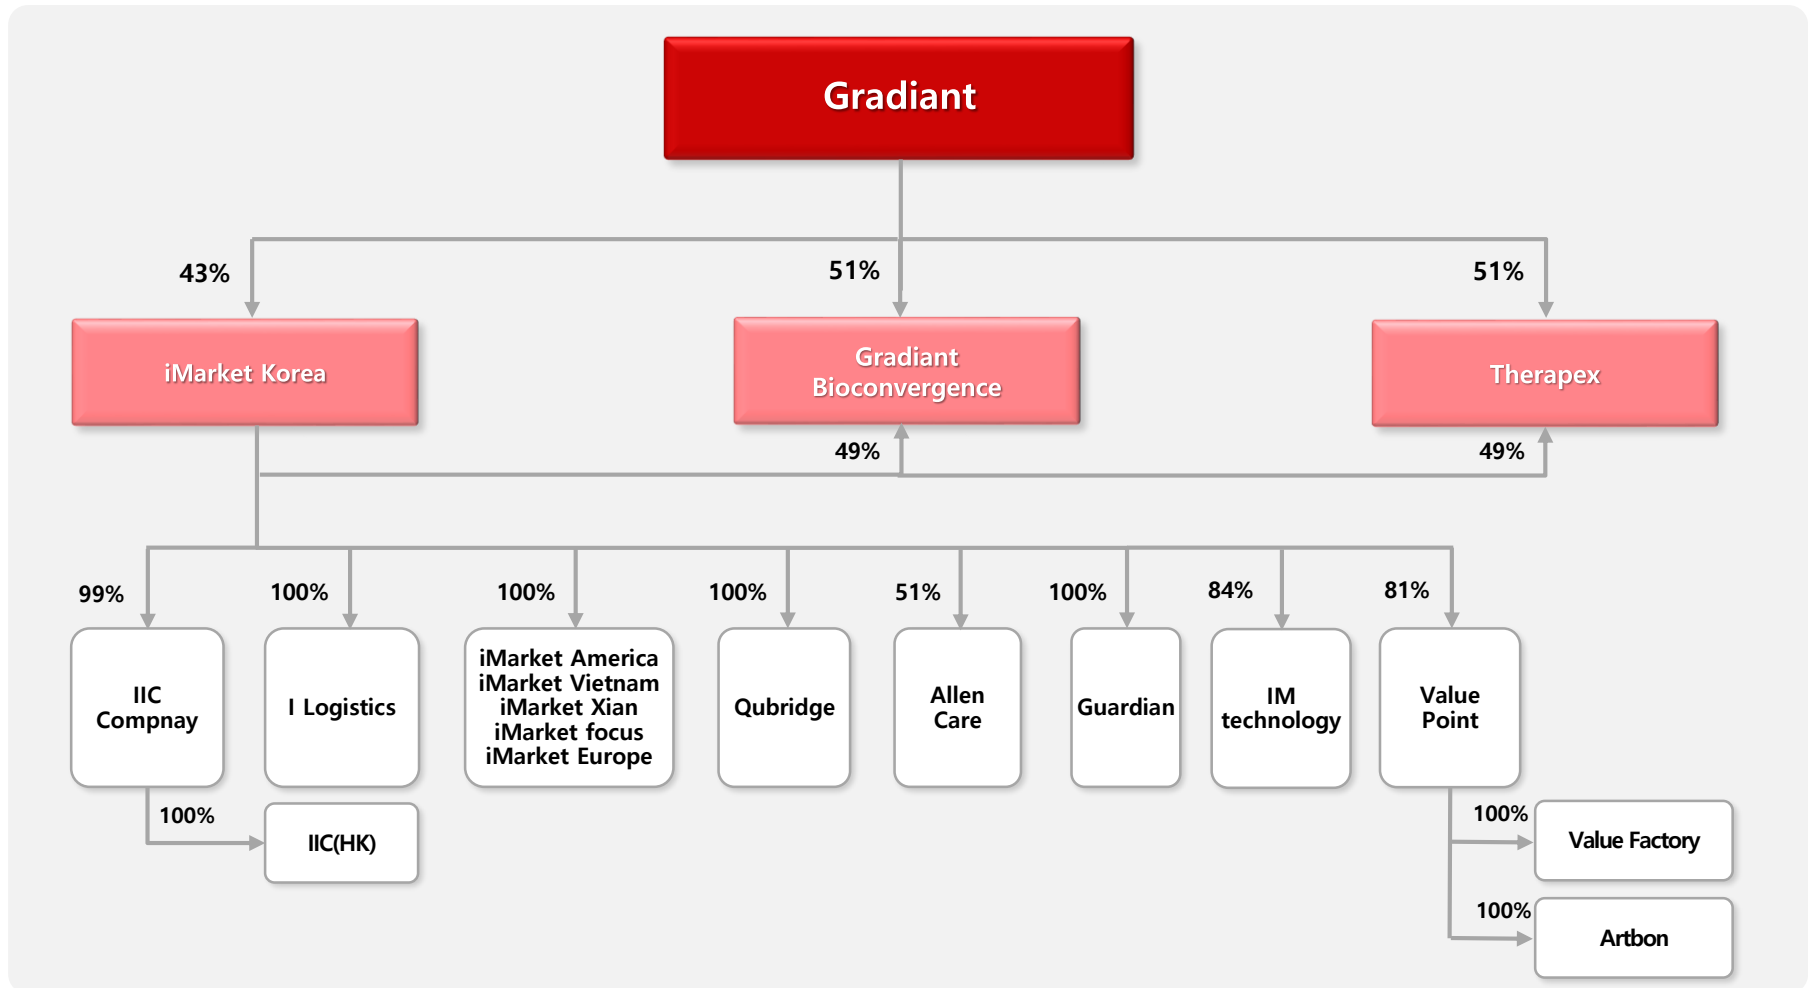 Gradiant
43%
51%
51%
iMarket Korea
Gradiant
Bioconvergence
Therapex
49%
49%
99%
100%
100%
100%
51%
100%
84%
81%
IIC
Compnay
I Logistics
iMarket America
iMarket Vietnam
iMarket Xian
iMarket focus
iMarket Europe
Qubridge
Allen
Care
Guardian
IM
technology
Value
Point
100%
IIC(HK)
100%
Value Factory
100%
Artbon